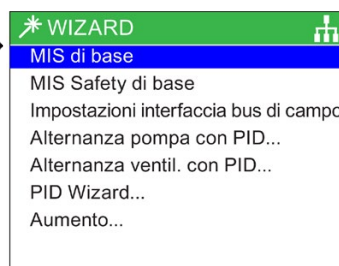 WIZARD
MIS di base
MIS Safety di base
Impostazioni interfaccia bus di campo
Alternanza pompa con PID...
Alternanza ventil. con PID...
PID Wizard...
Aumento...